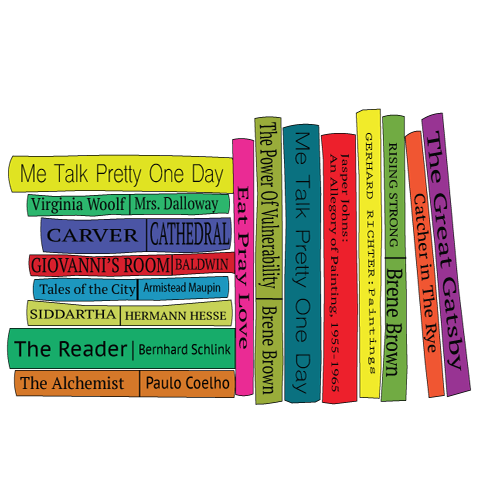 Me Talk Pretty One Day
Virginia Woolf Mrs. Dalloway
CARVER CATHEDRAL
GIOVANNI'S ROOM BALDWIN
Tales of the City Armistead Maupin
SIDDARTHA HERMANN HESSE
The Reader Bernhard Schlink
The Alchemist Paulo Coelho
Eat Pray Love
The Power Of Vulnerability Brene Brown
Me Talk Pretty One Day
Jasper Johns:
An Allegory of Painting, 1955-1965
GERHARD RICHTER:Paintings
RISING STRONG Brene Brown
Catcher in The Rye
The Great Gatsby